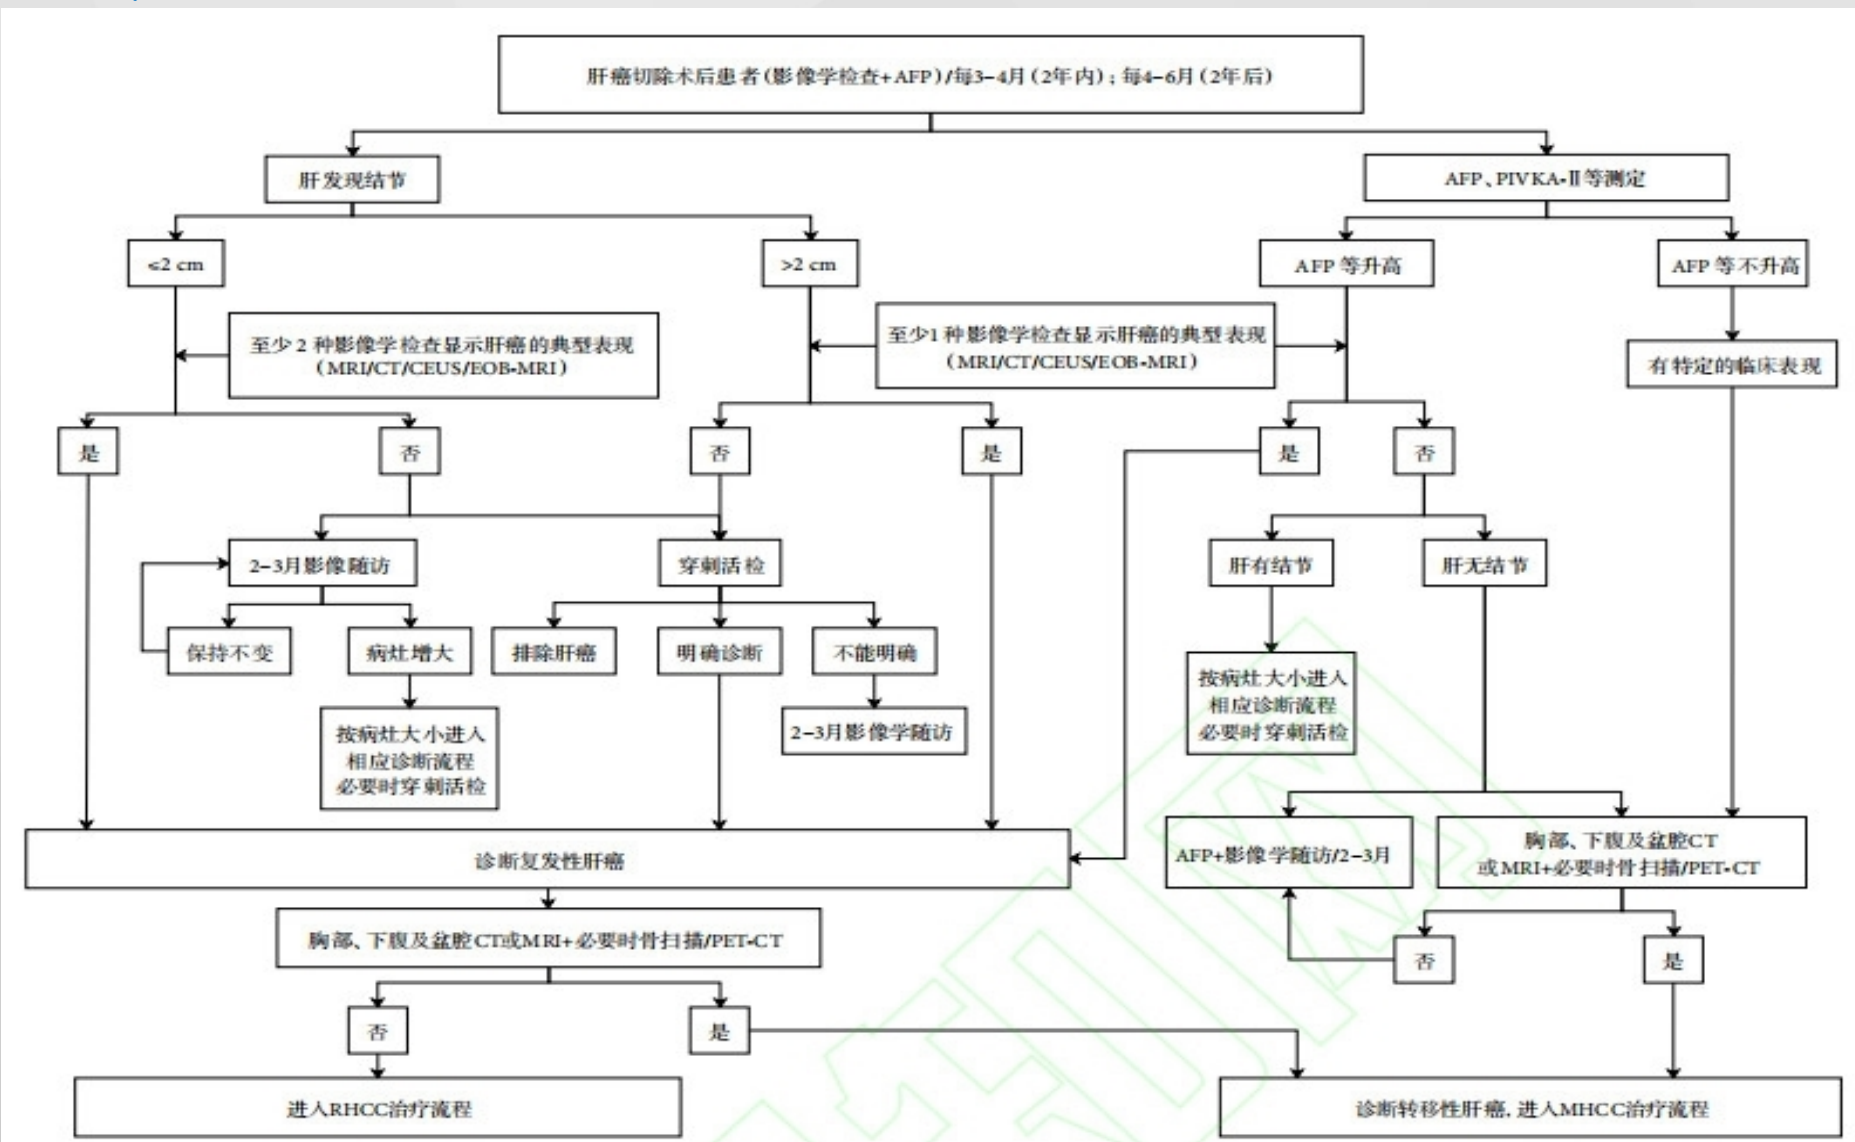 肝癌切除术后患者(影像学检查+AFP)/每3-4月(2年内);每4-6月(2年后)
肝发现结节
AFP、PIVKA-Ⅱ等测定
≤2 cm
>2 cm
AFP 等升高
AFP 等不升高
至少 2 种影像学检查显示肝癌的典型表现
(MRI/CT/CEUS/EOB-MRI)
至少1 种影像学检查显示肝癌的典型表现
(MRI/CT/CEUS/EOB-MRI)
有特定的临床表现
是
否
否
是
是
否
2-3月影像随访
穿刺活检
肝有结节
肝无结节
保持不变
病灶增大
排除肝癌
明确诊断
不能明确
按病灶大小进入
相应诊断流程
必要时穿刺活检
2-3月影像学随访
按病灶大小进入
相应诊断流程
必要时穿刺活检
诊断复发性肝癌
AFP+影像学随访/2-3月
胸部、下腹及盆腔CT
或MRI+必要时骨扫描/PET-CT
胸部、下腹及盆腔CT或MRI+必要时骨扫描/PET-CT
否
是
否
是
进入RHCC治疗流程
诊断转移性肝癌,进入MHCC治疗流程